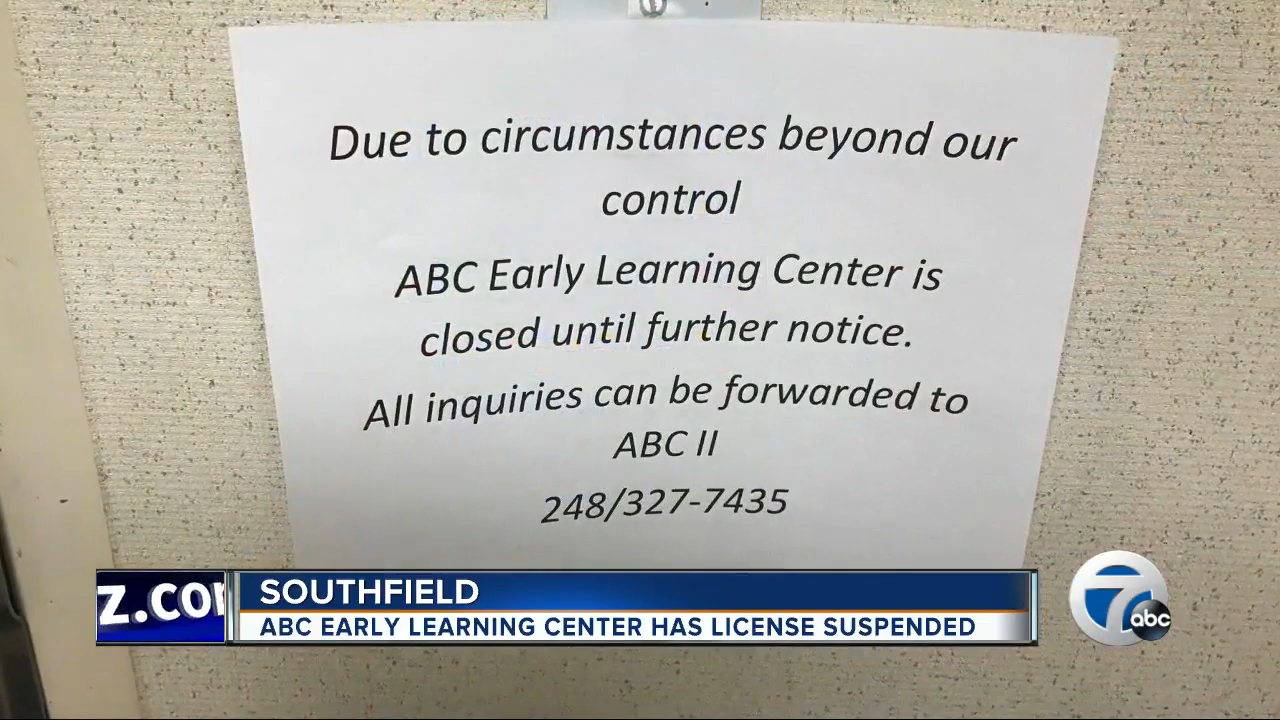 Due to circumstances beyond our
control
ABC Early Learning Center is
closed until further notice.
All inquiries can be forwarded to
ABC II
248/327-7435
z.com
SOUTHFIELD
ABC EARLY LEARNING CENTER HAS LICENSE SUSPENDED
7
abc